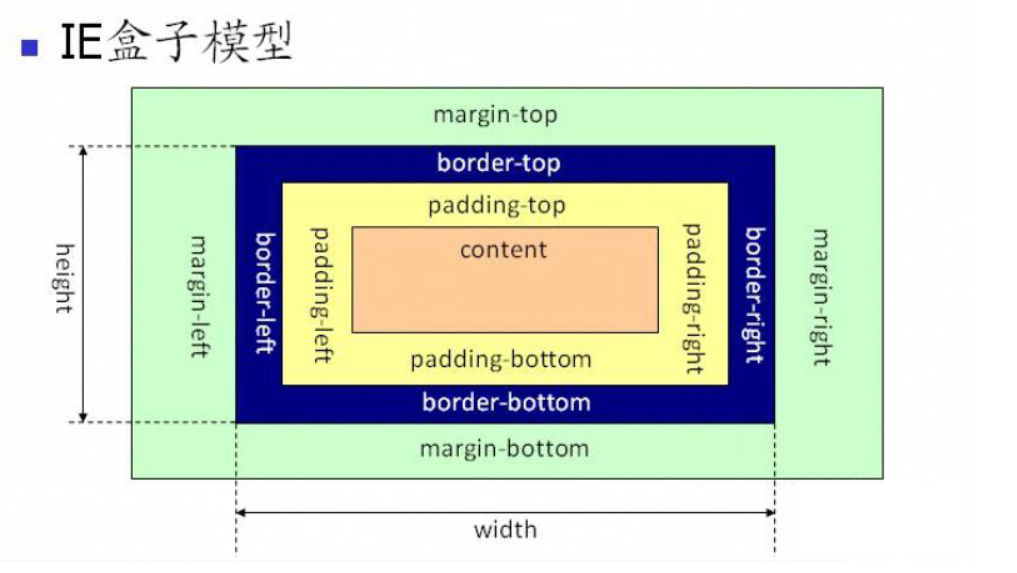 IE盒子模型
margin-top
border-top
padding-top
content
height
margin-left
border-left
padding-left
padding-right
border-right
margin-right
padding-bottom
border-bottom
margin-bottom
width